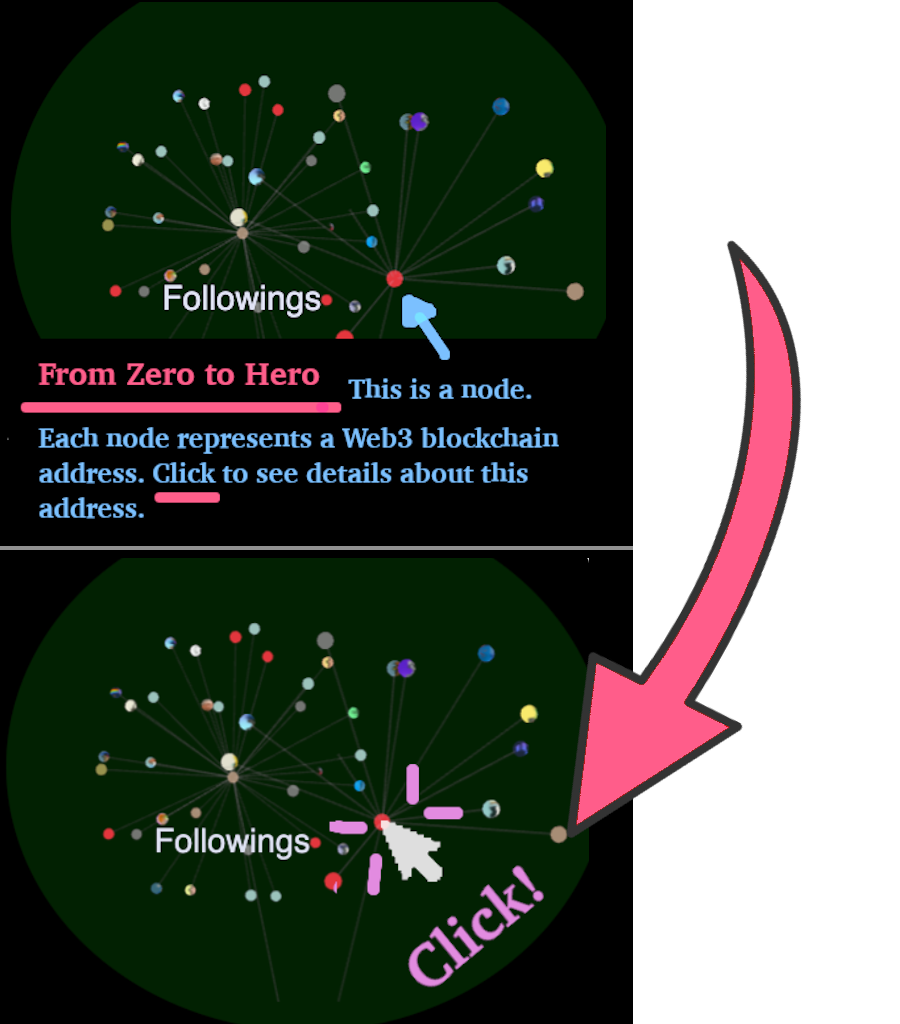 Followings
From Zero to Hero
This is a node.
Each node represents a Web3 blockchain
address. Click to see details about this
address.
Followings
Click!